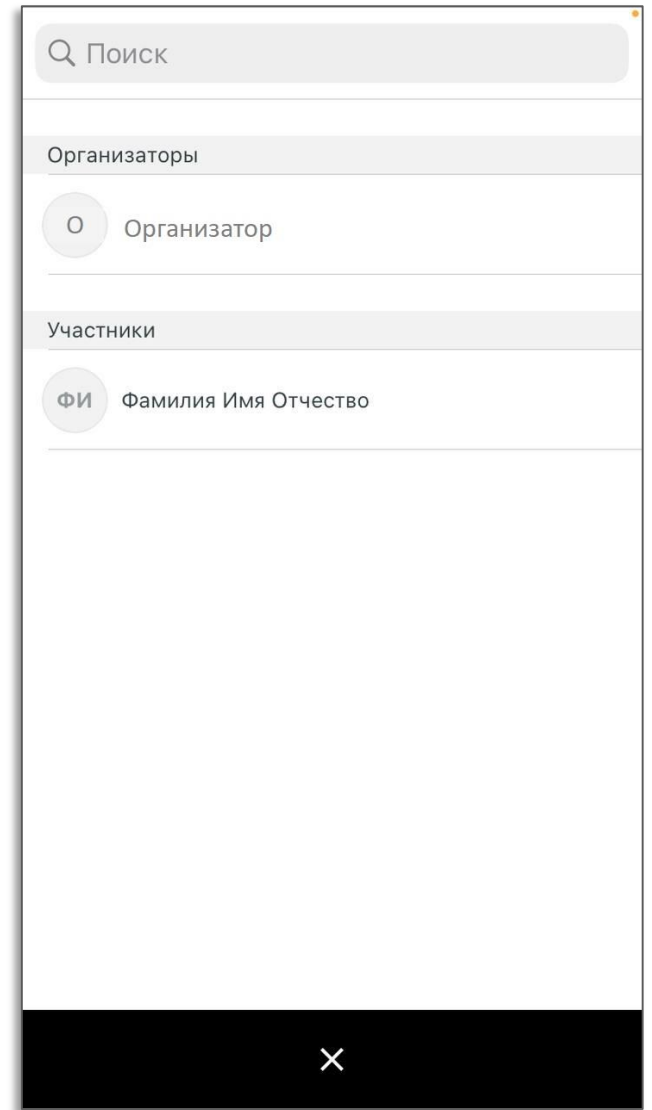 Поиск
Организаторы
О Организатор
Участники
ФИ Фамилия Имя Отчество